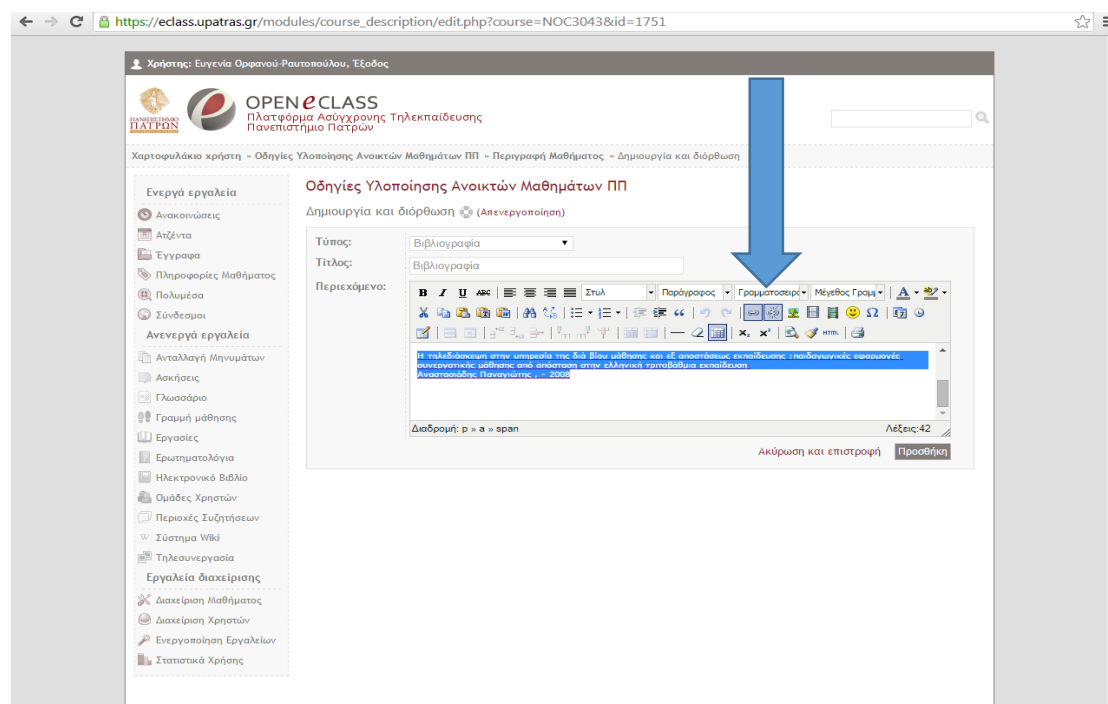 https://eclass.upatras.gr/modules/course_description/edit.php?course=NOC3043&id=1751
Χρήστης: Ευγενία Ορφανού-Ραυτοπούλου, Έξοδος
ΠΑΝΕΠΙΣΤΗΜΙΟ
ΠΑΤΡΩΝ
OPEN eCLASS
Πλατφόρμα Ασύγχρονης Τηλεκπαίδευσης
Πανεπιστήμιο Πατρών
Χαρτοφυλάκιο χρήστη » Οδηγίες Υλοποίησης Ανοικτών Μαθημάτων ΠΠ » Περιγραφή Μαθήματος » Δημιουργία και διόρθωση
Ενεργά εργαλεία
Ανακοινώσεις
Ατζέντα
Έγγραφα
Πληροφορίες Μαθήματος
Πολυμέσα
Σύνδεσμοι
Ανενεργά εργαλεία
Ανταλλαγή Μηνυμάτων
Ασκήσεις
Γλωσσάριο
Γραμμή μάθησης
Εργασίες
Ερωτηματολόγια
Ηλεκτρονικό Βιβλίο
Ομάδες Χρηστών
Περιοχές Συζητήσεων
Σύστημα Wiki
Τηλεσυνεργασία
Εργαλεία διαχείρισης
Διαχείριση Μαθήματος
Διαχείριση Χρηστών
Ενεργοποίηση Εργαλείων
Στατιστικά Χρήσης
Οδηγίες Υλοποίησης Ανοικτών Μαθημάτων ΠΠ
Δημιουργία και διόρθωση (Απενεργοποίηση)
Τύπος: Βιβλιογραφία
Τίτλος: Βιβλιογραφία
Περιεχόμενο:
B I U ABC Στυλ Παράγραφος Γραμματοσειρά Μέγεθος Γραμμ A ab
HTML
Η τηλεδιάσκεψη στην υπηρεσία της διά βίου μάθησης και εξ αποστάσεως εκπαίδευσης :παιδαγωγικές εφαρμογές
συνεργατικής μάθησης από απόσταση στην ελληνική τριτοβάθμια εκπαίδευση
Αναστασιάδης Παναγιώτης , - 2008
Διαδρομή: p » a » span Λέξεις:42
Ακύρωση και επιστροφή Προσθήκη